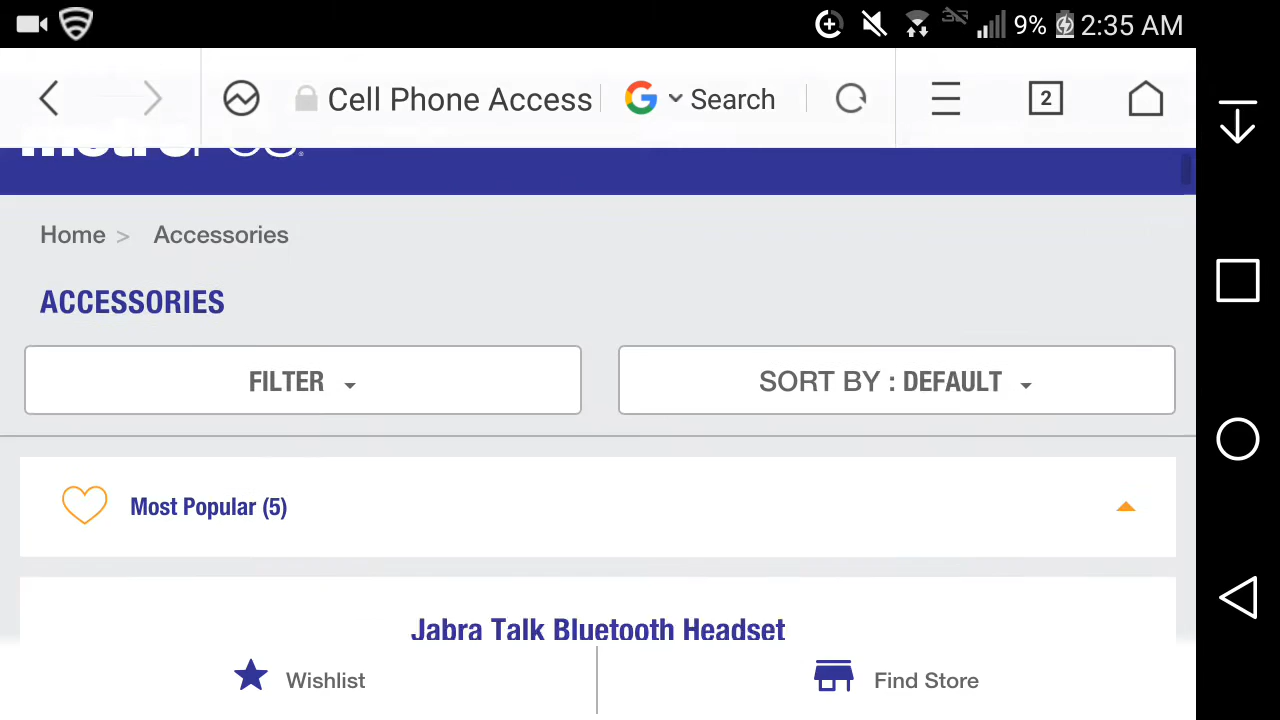 9% 2:35 AM
Cell Phone Access
Search
2
metroPCS.
Home > Accessories
ACCESSORIES
FILTER
SORT BY : DEFAULT
Most Popular (5)
Jabra Talk Bluetooth Headset
Wishlist
Find Store